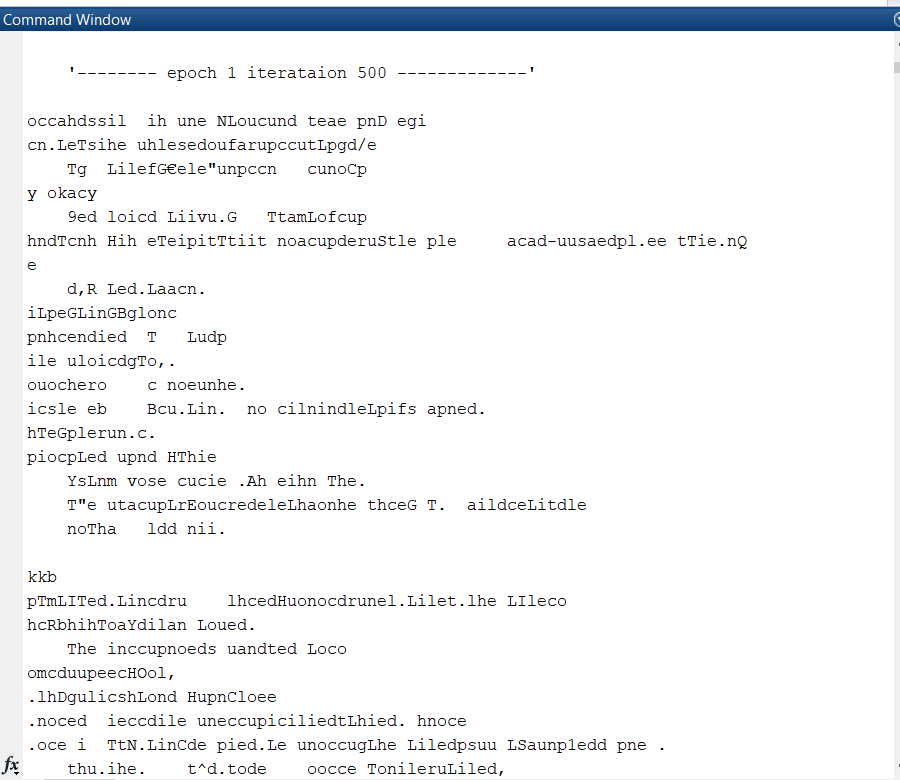 Command Window
'-------- epoch 1 iterataion 500 -------------'
occahdssil  ih une NLoucund teae pnD egi
cn.LeTsihe uhlesedoufarupccutLpgd/e
Tg  LilefG€ele"unpccn   cunoCp
y okacy
9ed loicd Liivu.G   TtamLofcup
hndTcnh Hih eTeipitTtiit noacupderuStle ple     acad-uusaedpl.ee tTie.nQ
e
d,R Led.Laacn.
iLpeGLinGBglonc
pnhcendied  T   Ludp
ile uloicdgTo,.
ouochero    c noeunhe.
icsle eb    Bcu.Lin.  no cilnindleLpifs apned.
hTeGplerun.c.
piocpLed upnd HThie
YsLnm vose cucie .Ah eihn The.
T"e utacupLrEoucredeleLhaonhe thceG T.  aildceLitdle
noTha   ldd nii.
kkb
pTmLITed.Lincdru    lhcedHuonocdrunel.Lilet.lhe LIleco
hcRbhihToaYdilan Loued.
The inccupnoeds uandted Loco
omcduupeecHOol,
.lhDgulicshLond HupnCloee
.noced  ieccdile uneccupiciliedtLhied. hnoce
.oce i  TtN.LinCde pied.Le unoccugLhe Liledpsuu LSaunp1edd pne .
thu.ihe.    t^d.tode    oocce TonileruLiled,
fx